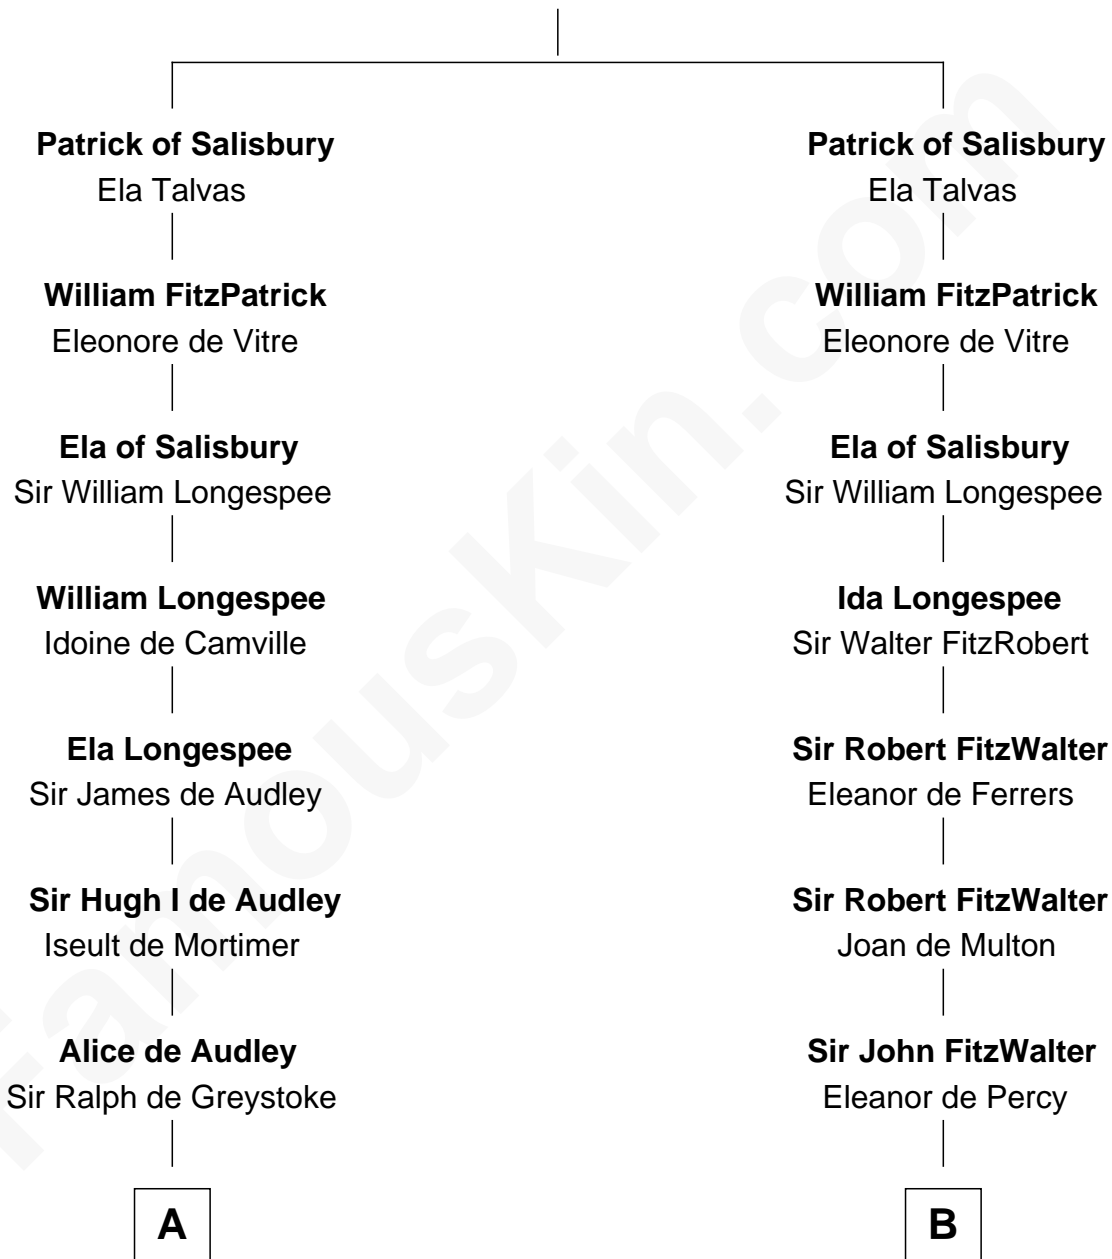 Patrick of Salisbury
Ela Talvas
William FitzPatrick
Eleonore de Vitre
Ela of Salisbury
Sir William Longespee
William Longespee
Idoine de Camville
Ela Longespee
Sir James de Audley
Sir Hugh I de Audley
Iseult de Mortimer
Alice de Audley
Sir Ralph de Greystoke
A
Patrick of Salisbury
Ela Talvas
William FitzPatrick
Eleonore de Vitre
Ela of Salisbury
Sir William Longespee
Ida Longespee
Sir Walter FitzRobert
Sir Robert FitzWalter
Eleanor de Ferrers
Sir Robert FitzWalter
Joan de Multon
Sir John FitzWalter
Eleanor de Percy
B
FamousKin.com